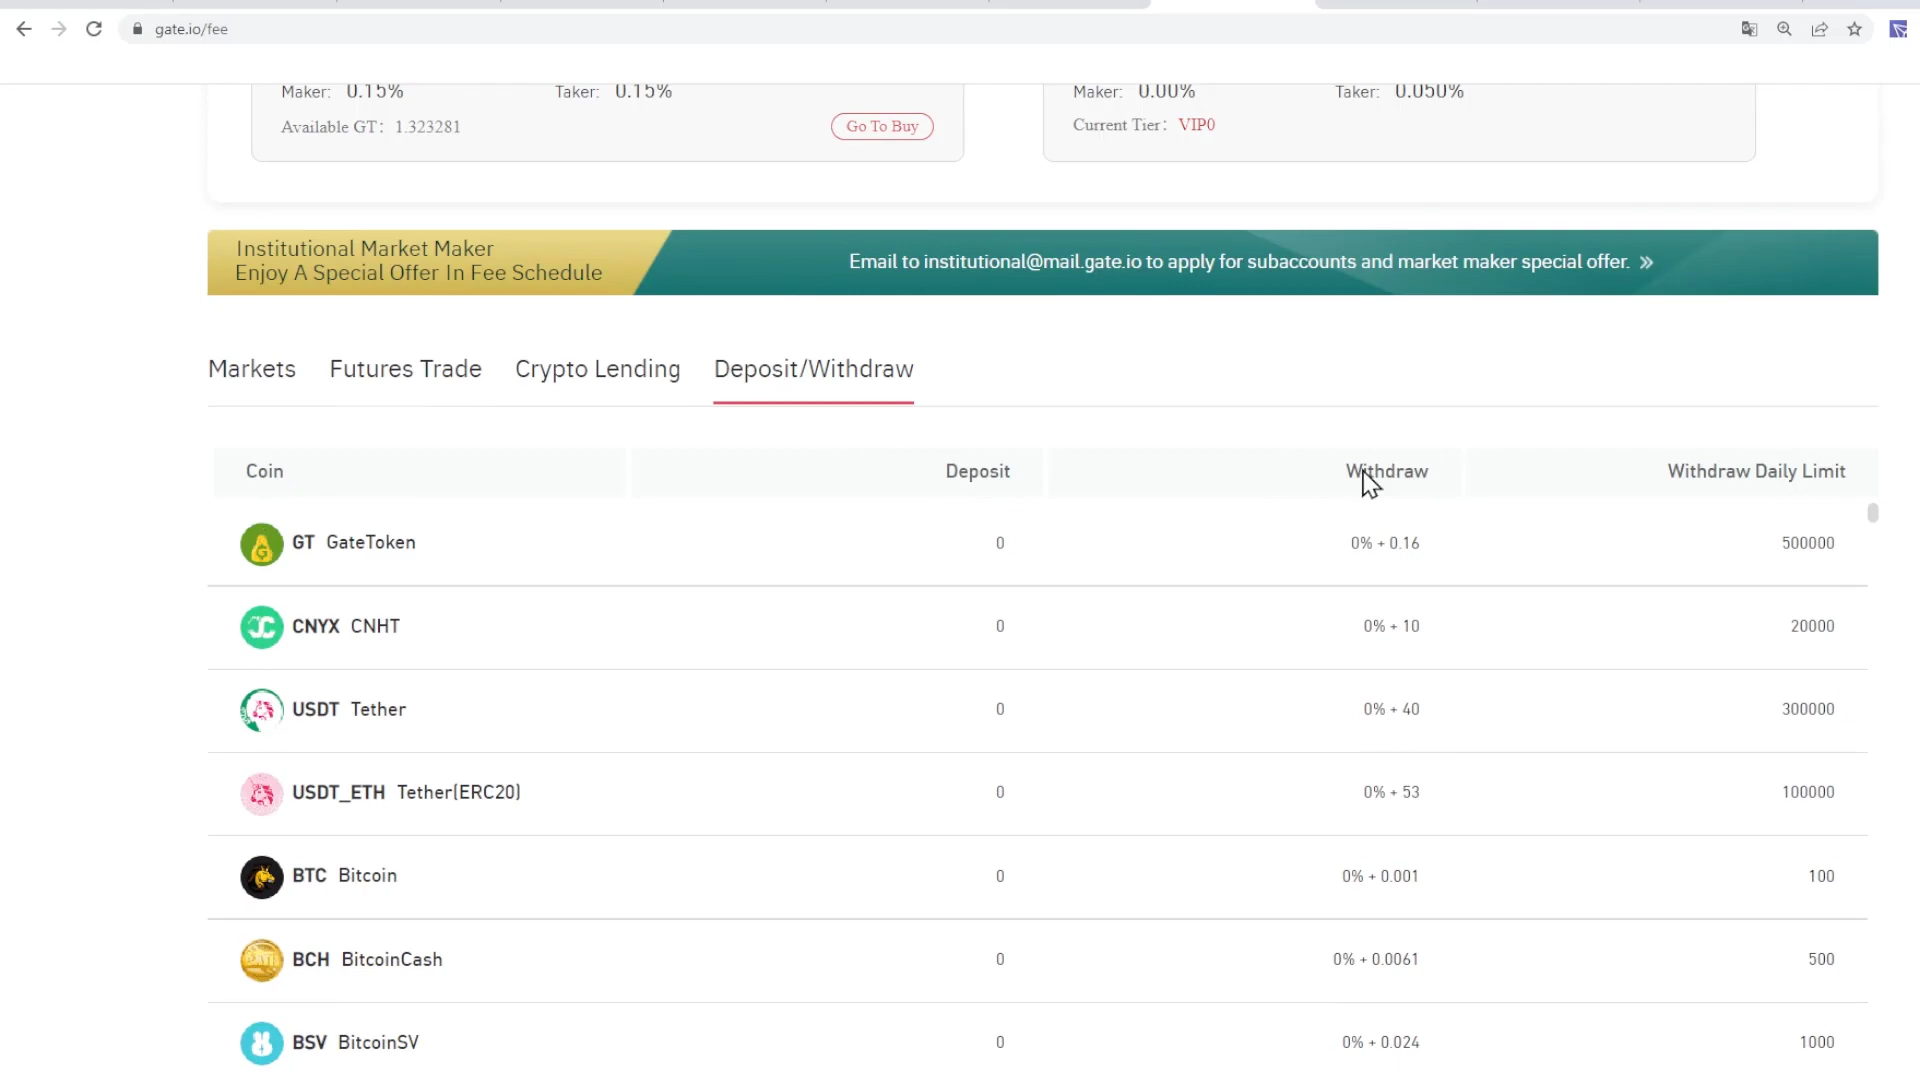 gate.io/fee
Maker: 0.15% Taker: 0.15%
Available GT: 1.323281 Go To Buy
Maker: 0.00% Taker: 0.050%
Current Tier: VIP0
Institutional Market Maker
Enjoy A Special Offer In Fee Schedule
Email to institutional@mail.gate.io to apply for subaccounts and market maker special offer. »
Markets Futures Trade Crypto Lending Deposit/Withdraw
Coin Deposit Withdraw Withdraw Daily Limit
GT GateToken 0 0% + 0.16 500000
CNYX CNHT 0 0% + 10 20000
USDT Tether 0 0% + 40 300000
USDT_ETH Tether(ERC20) 0 0% + 53 100000
BTC Bitcoin 0 0% + 0.001 100
BCH BitcoinCash 0 0% + 0.0061 500
BSV BitcoinSV 0 0% + 0.024 1000